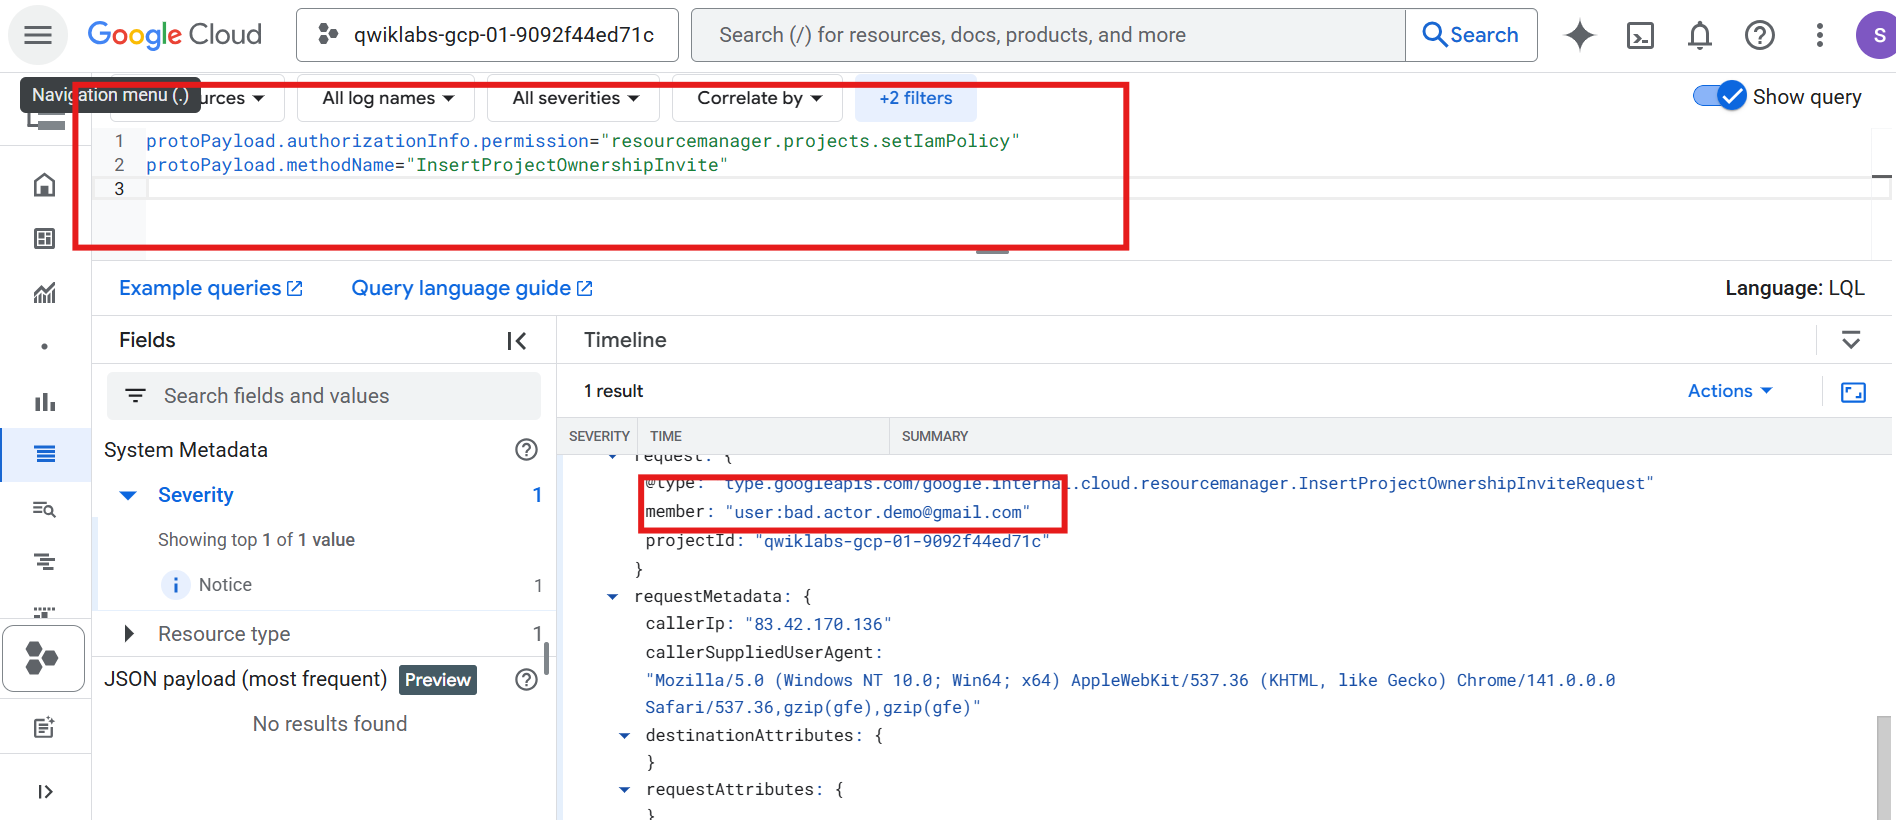 Google Cloud
qwiklabs-gcp-01-9092f44ed71c
Search (/) for resources, docs, products, and more
Search
S
Navigation menu (.)
urces
All log names
All severities
Correlate by
+2 filters
Show query
1 protoPayload.authorizationInfo.permission="resourcemanager.projects.setIamPolicy"
2 protoPayload.methodName="InsertProjectOwnershipInvite"
3
Example queries
Query language guide
Language: LQL
Fields
Timeline
Search fields and values
1 result
Actions
SEVERITY
TIME
SUMMARY
System Metadata
Severity 1
Showing top 1 of 1 value
Notice 1
Resource type 1
JSON payload (most frequent) Preview
No results found
request: {
@type: "type.googleapis.com/google.internal.cloud.resourcemanager.InsertProjectOwnershipInviteRequest"
member: "user:bad.actor.demo@gmail.com"
projectId: "qwiklabs-gcp-01-9092f44ed71c"
}
requestMetadata: {
callerIp: "83.42.170.136"
callerSuppliedUserAgent:
"Mozilla/5.0 (Windows NT 10.0; Win64; x64) AppleWebKit/537.36 (KHTML, like Gecko) Chrome/141.0.0.0
Safari/537.36,gzip(gfe),gzip(gfe)"
destinationAttributes: {
}
requestAttributes: {
}